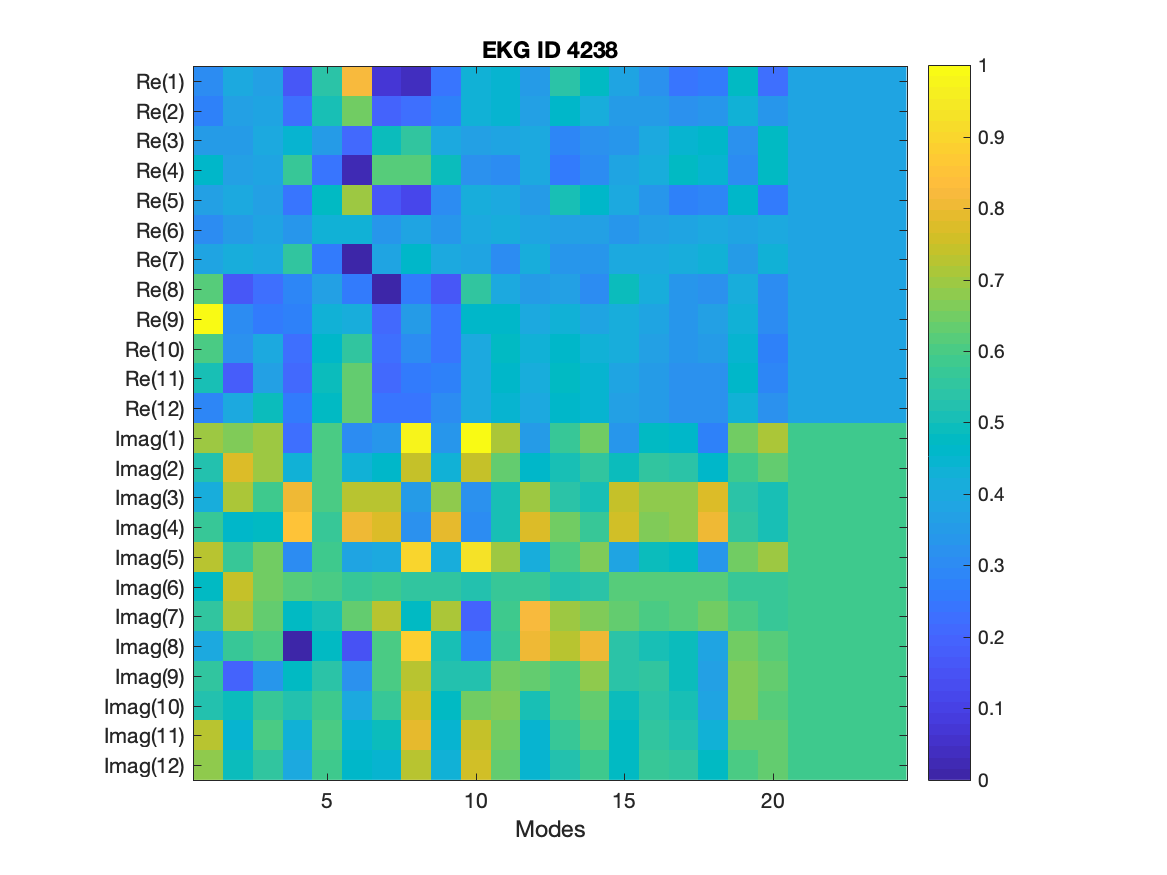 EKG ID 4238
Re(1)
Re(2)
Re(3)
Re(4)
Re(5)
Re(6)
Re(7)
Re(8)
Re(9)
Re(10)
Re(11)
Re(12)
Imag(1)
Imag(2)
Imag(3)
Imag(4)
Imag(5)
Imag(6)
Imag(7)
Imag(8)
Imag(9)
Imag(10)
Imag(11)
Imag(12)
5 10 15 20
Modes
1
0.9
0.8
0.7
0.6
0.5
0.4
0.3
0.2
0.1
0